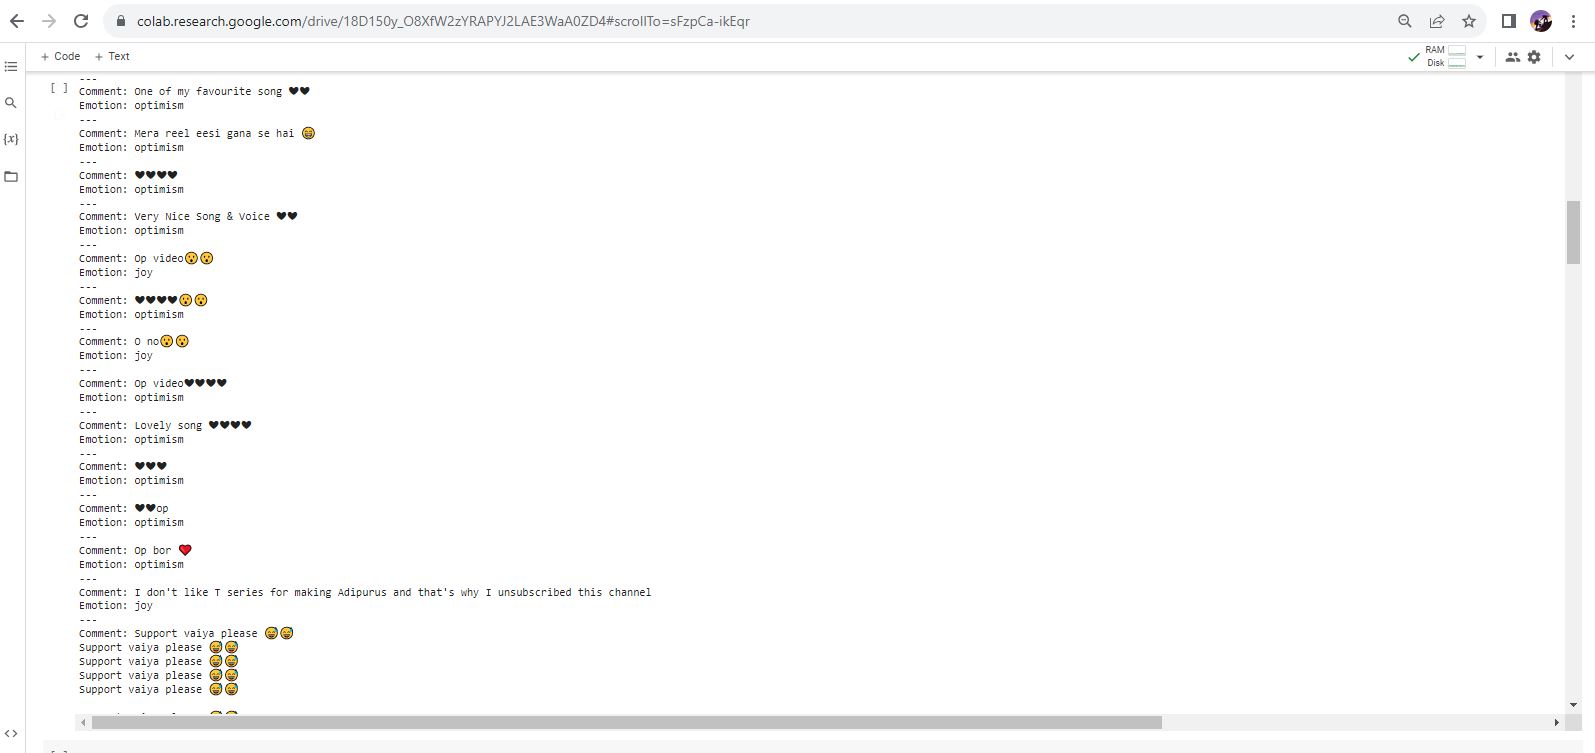 colab.research.google.com/drive/18D150y_O8XfW2zYRAPYJ2LAE3WaA0ZD4#scrollTo=sFzpCa-ikEqr
+ Code + Text
RAM
Disk
{x}
[ ]
---
Comment: One of my favourite song ♥♥
Emotion: optimism
---
Comment: Mera reel eesi gana se hai 😄
Emotion: optimism
---
Comment: ♥♥♥♥
Emotion: optimism
---
Comment: Very Nice Song & Voice ♥♥
Emotion: optimism
---
Comment: Op video😮😮
Emotion: joy
---
Comment: ♥♥♥♥😮😮
Emotion: optimism
---
Comment: O no😮😮
Emotion: joy
---
Comment: Op video♥♥♥♥
Emotion: optimism
---
Comment: Lovely song ♥♥♥♥
Emotion: optimism
---
Comment: ♥♥♥
Emotion: optimism
---
Comment: ♥♥op
Emotion: optimism
---
Comment: Op bor ❤️
Emotion: optimism
---
Comment: I don't like T series for making Adipurus and that's why I unsubscribed this channel
Emotion: joy
---
Comment: Support vaiya please 😅😅
Support vaiya please 😅😅
Support vaiya please 😅😅
Support vaiya please 😅😅
Support vaiya please 😅😅